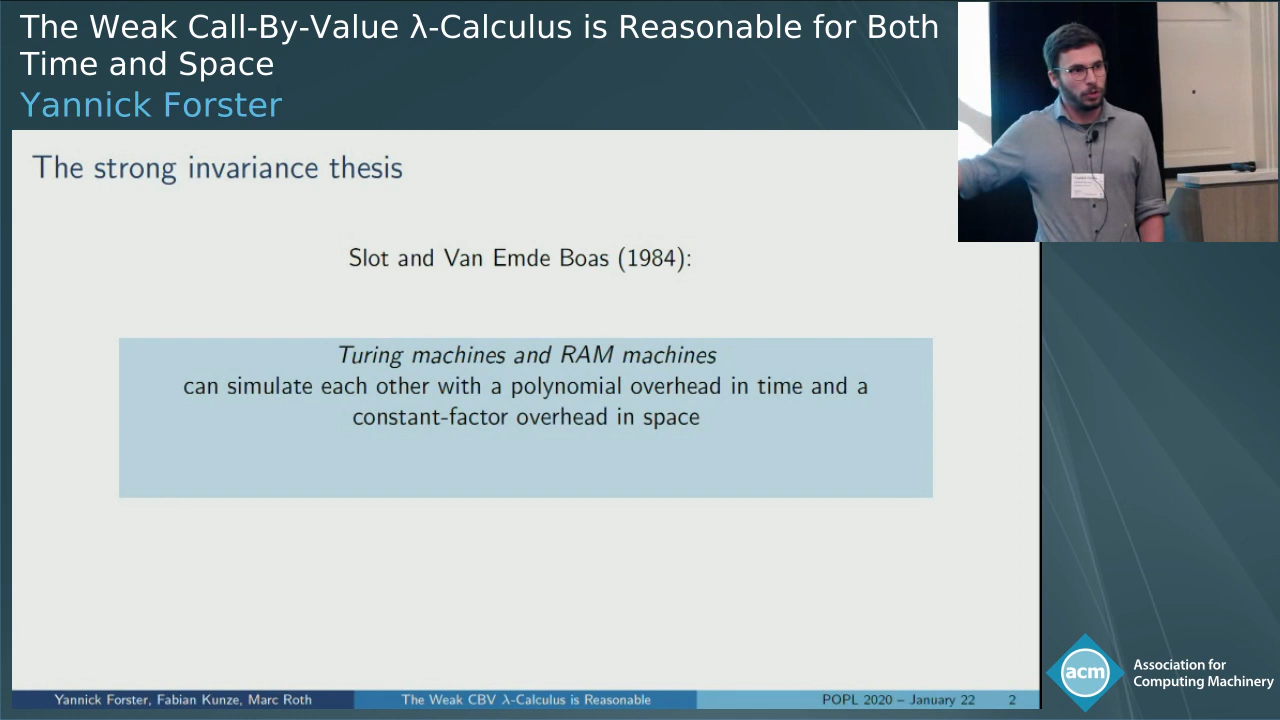 The Weak Call-By-Value λ-Calculus is Reasonable for Both
Time and Space
Yannick Forster
The strong invariance thesis
Slot and Van Emde Boas (1984):
Turing machines and RAM machines
can simulate each other with a polynomial overhead in time and a
constant-factor overhead in space
Yannick Forster, Fabian Kunze, Marc Roth
The Weak CBV λ-Calculus is Reasonable
POPL 2020 – January 22
2
acm
Association for
Computing Machinery